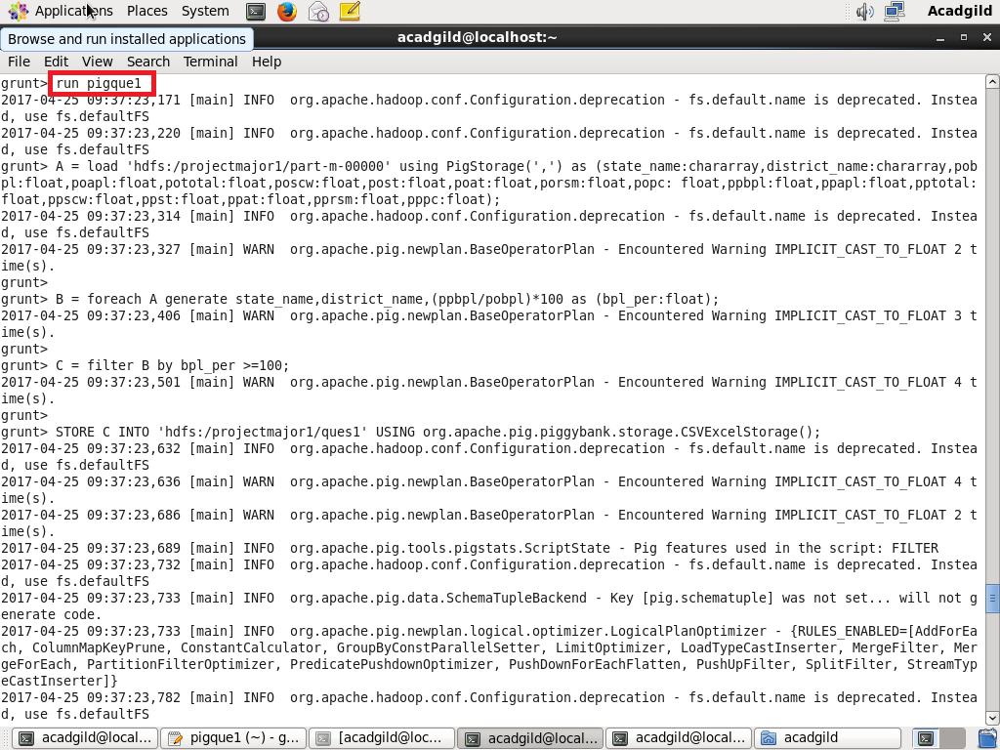 Applications Places System Acadgild
Browse and run installed applications
acadgild@localhost:~
File Edit View Search Terminal Help
grunt> run pigque1
2017-04-25 09:37:23,171 [main] INFO  org.apache.hadoop.conf.Configuration.deprecation - fs.default.name is deprecated. Instea
d, use fs.defaultFS
2017-04-25 09:37:23,220 [main] INFO  org.apache.hadoop.conf.Configuration.deprecation - fs.default.name is deprecated. Instea
d, use fs.defaultFS
grunt> A = load 'hdfs:/projectmajor1/part-m-00000' using PigStorage(',') as (state_name:chararray,district_name:chararray,pob
pl:float,poapl:float,pototal:float,poscw:float,post:float,poat:float,porsm:float,popc: float,ppbpl:float,ppapl:float,pptotal:
float,ppscw:float,ppst:float,ppat:float,pprsm:float,pppc:float);
2017-04-25 09:37:23,314 [main] INFO  org.apache.hadoop.conf.Configuration.deprecation - fs.default.name is deprecated. Instea
d, use fs.defaultFS
2017-04-25 09:37:23,327 [main] WARN  org.apache.pig.newplan.BaseOperatorPlan - Encountered Warning IMPLICIT_CAST_TO_FLOAT 2 t
ime(s).
grunt>
grunt> B = foreach A generate state_name,district_name,(ppbpl/pobpl)*100 as (bpl_per:float);
2017-04-25 09:37:23,406 [main] WARN  org.apache.pig.newplan.BaseOperatorPlan - Encountered Warning IMPLICIT_CAST_TO_FLOAT 3 t
ime(s).
grunt>
grunt> C = filter B by bpl_per >=100;
2017-04-25 09:37:23,501 [main] WARN  org.apache.pig.newplan.BaseOperatorPlan - Encountered Warning IMPLICIT_CAST_TO_FLOAT 4 t
ime(s).
grunt>
grunt> STORE C INTO 'hdfs:/projectmajor1/ques1' USING org.apache.pig.piggybank.storage.CSVExcelStorage();
2017-04-25 09:37:23,632 [main] INFO  org.apache.hadoop.conf.Configuration.deprecation - fs.default.name is deprecated. Instea
d, use fs.defaultFS
2017-04-25 09:37:23,636 [main] WARN  org.apache.pig.newplan.BaseOperatorPlan - Encountered Warning IMPLICIT_CAST_TO_FLOAT 4 t
ime(s).
2017-04-25 09:37:23,686 [main] WARN  org.apache.pig.newplan.BaseOperatorPlan - Encountered Warning IMPLICIT_CAST_TO_FLOAT 2 t
ime(s).
2017-04-25 09:37:23,689 [main] INFO  org.apache.pig.tools.pigstats.ScriptState - Pig features used in the script: FILTER
2017-04-25 09:37:23,732 [main] INFO  org.apache.hadoop.conf.Configuration.deprecation - fs.default.name is deprecated. Instea
d, use fs.defaultFS
2017-04-25 09:37:23,733 [main] INFO  org.apache.pig.data.SchemaTupleBackend - Key [pig.schematuple] was not set... will not g
enerate code.
2017-04-25 09:37:23,733 [main] INFO  org.apache.pig.newplan.logical.optimizer.LogicalPlanOptimizer - {RULES_ENABLED=[AddForEa
ch, ColumnMapKeyPrune, ConstantCalculator, GroupByConstParallelSetter, LimitOptimizer, LoadTypeCastInserter, MergeFilter, Mer
geForEach, PartitionFilterOptimizer, PredicatePushdownOptimizer, PushDownForEachFlatten, PushUpFilter, SplitFilter, StreamTyp
eCastInserter]}
2017-04-25 09:37:23,782 [main] INFO  org.apache.hadoop.conf.Configuration.deprecation - fs.default.name is deprecated. Instea
d, use fs.defaultFS
acadgild@local... pigque1 (~) - g... [acadgild@loc... acadgild@local... acadgild@local... acadgild